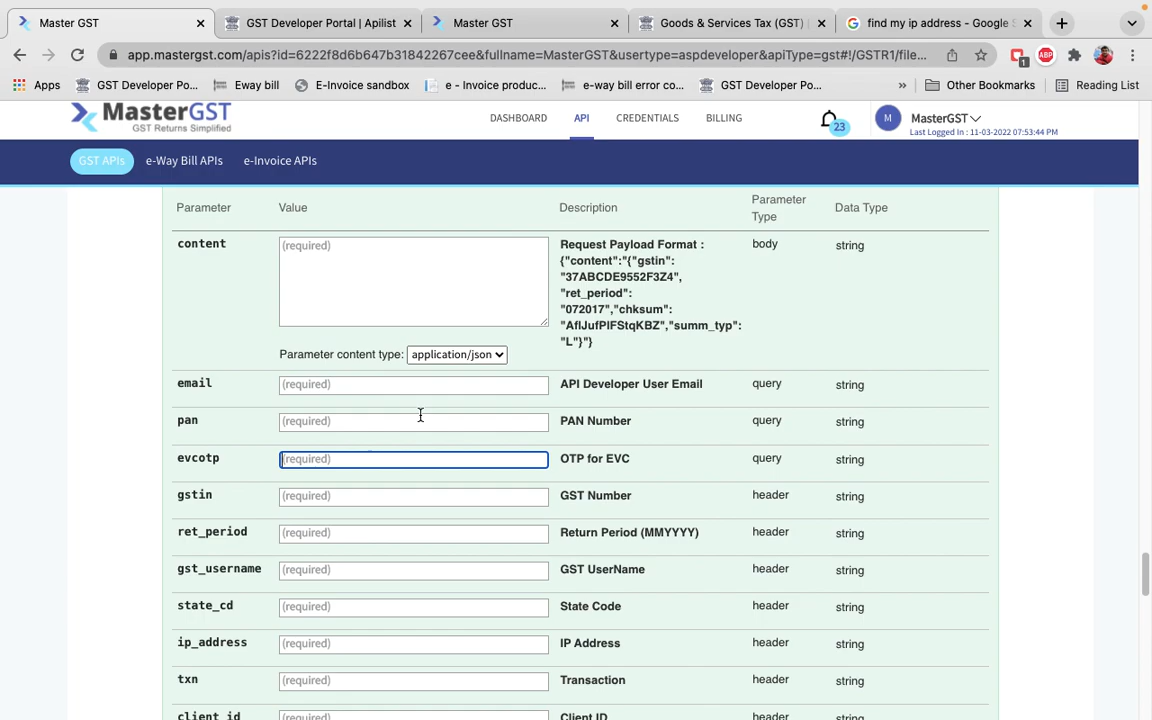 Master GST
GST Developer Portal | Apilist
Master GST
Goods & Services Tax (GST)
find my ip address - Google S
app.mastergst.com/apis?id=6222f8d6b647b31842267cee&fullname=MasterGST&usertype=aspdeveloper&apiType=gst#!/GSTR1/file...
1
ABP
Apps
GST Developer Po...
Eway bill
E-Invoice sandbox
e - Invoice produc...
e-way bill error co...
GST Developer Po...
»
Other Bookmarks
Reading List
MasterGST
GST Returns Simplified
DASHBOARD
API
CREDENTIALS
BILLING
23
M
MasterGST
Last Logged In : 11-03-2022 07:53:44 PM
GST APIs
e-Way Bill APIs
e-Invoice APIs
Parameter
Value
Description
Parameter
Type
Data Type
content
(required)
Request Payload Format :
{"content":"{"gstin":
"37ABCDE9552F3Z4",
"ret_period":
"072017","chksum":
"AflJufPlFStqKBZ","summ_typ":
"L"}"}
body
string
Parameter content type:
application/json
email
(required)
API Developer User Email
query
string
pan
(required)
PAN Number
query
string
evcotp
(required)
OTP for EVC
query
string
gstin
(required)
GST Number
header
string
ret_period
(required)
Return Period (MMYYYY)
header
string
gst_username
(required)
GST UserName
header
string
state_cd
(required)
State Code
header
string
ip_address
(required)
IP Address
header
string
txn
(required)
Transaction
header
string
client_id
(required)
Client ID
header
string